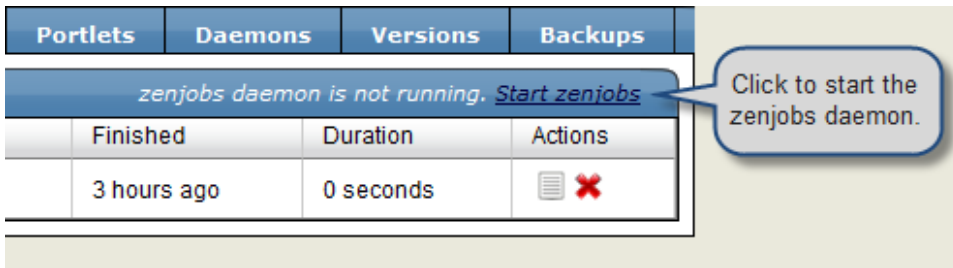 Portlets Daemons Versions Backups
zenjobs daemon is not running. Start zenjobs
Click to start the
zenjobs daemon.
Finished Duration Actions
3 hours ago 0 seconds